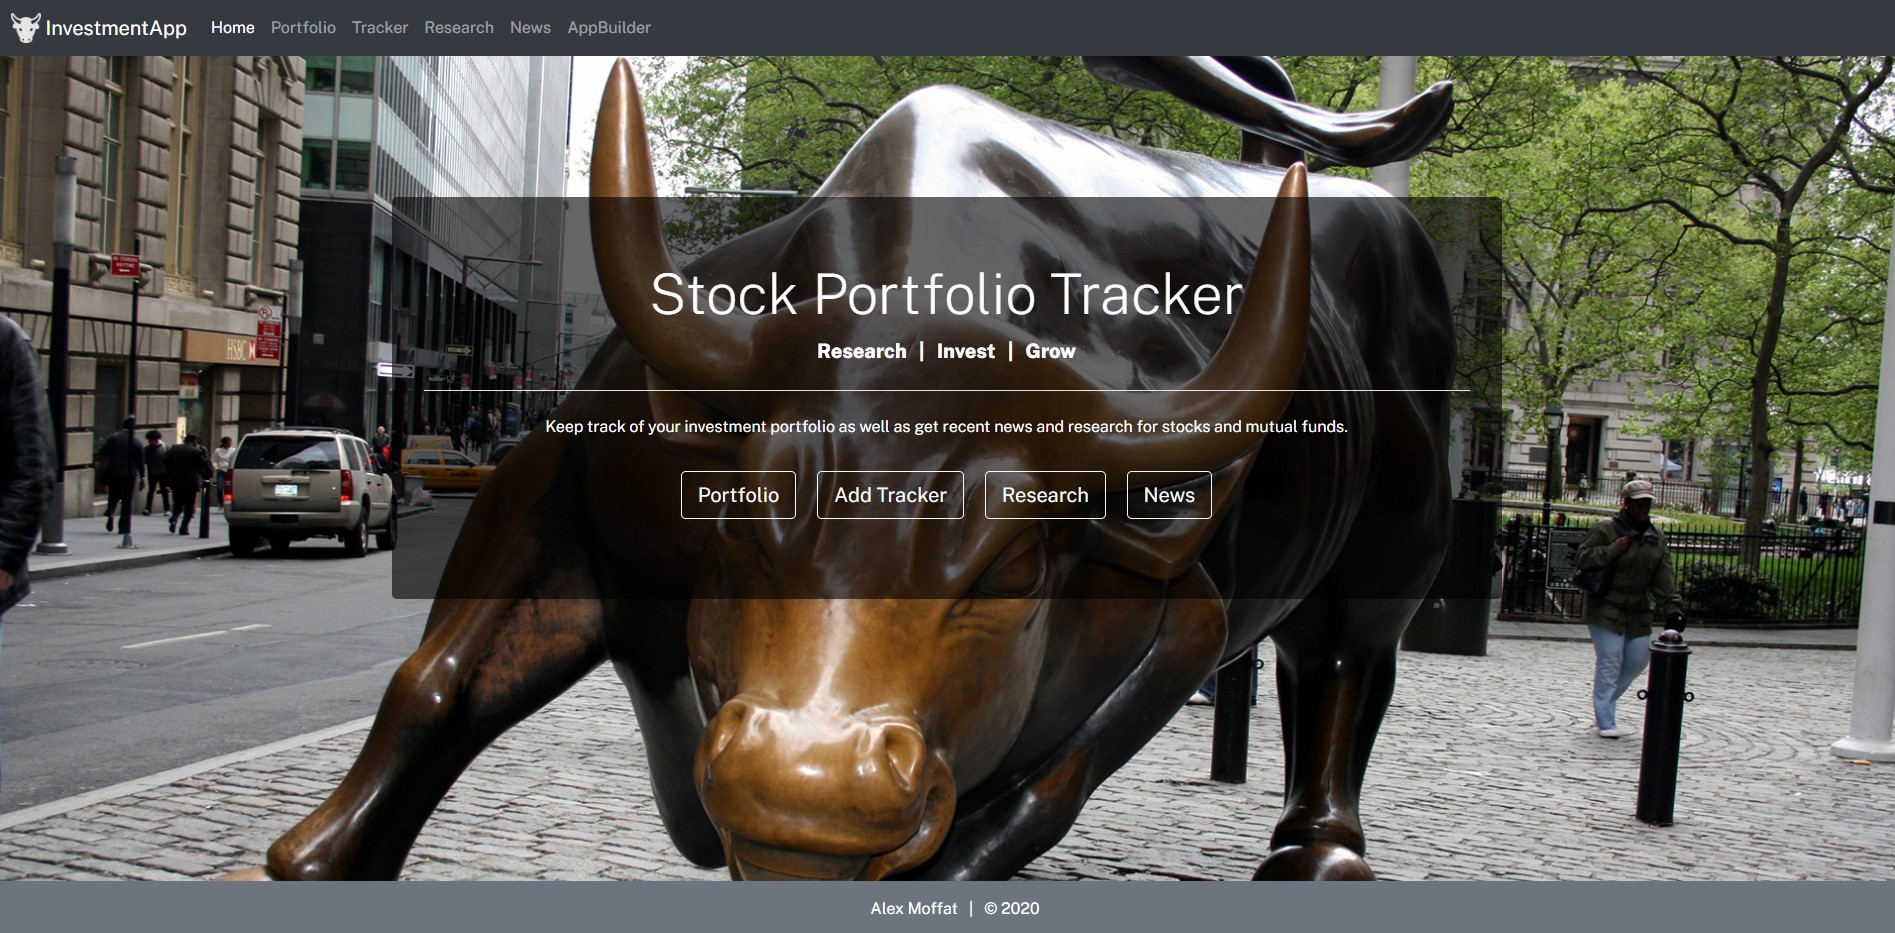 InvestmentApp Home Portfolio Tracker Research News AppBuilder
Stock Portfolio Tracker
Research | Invest | Grow
Keep track of your investment portfolio as well as get recent news and research for stocks and mutual funds.
Portfolio Add Tracker Research News
HSBC
Alex Moffat | © 2020